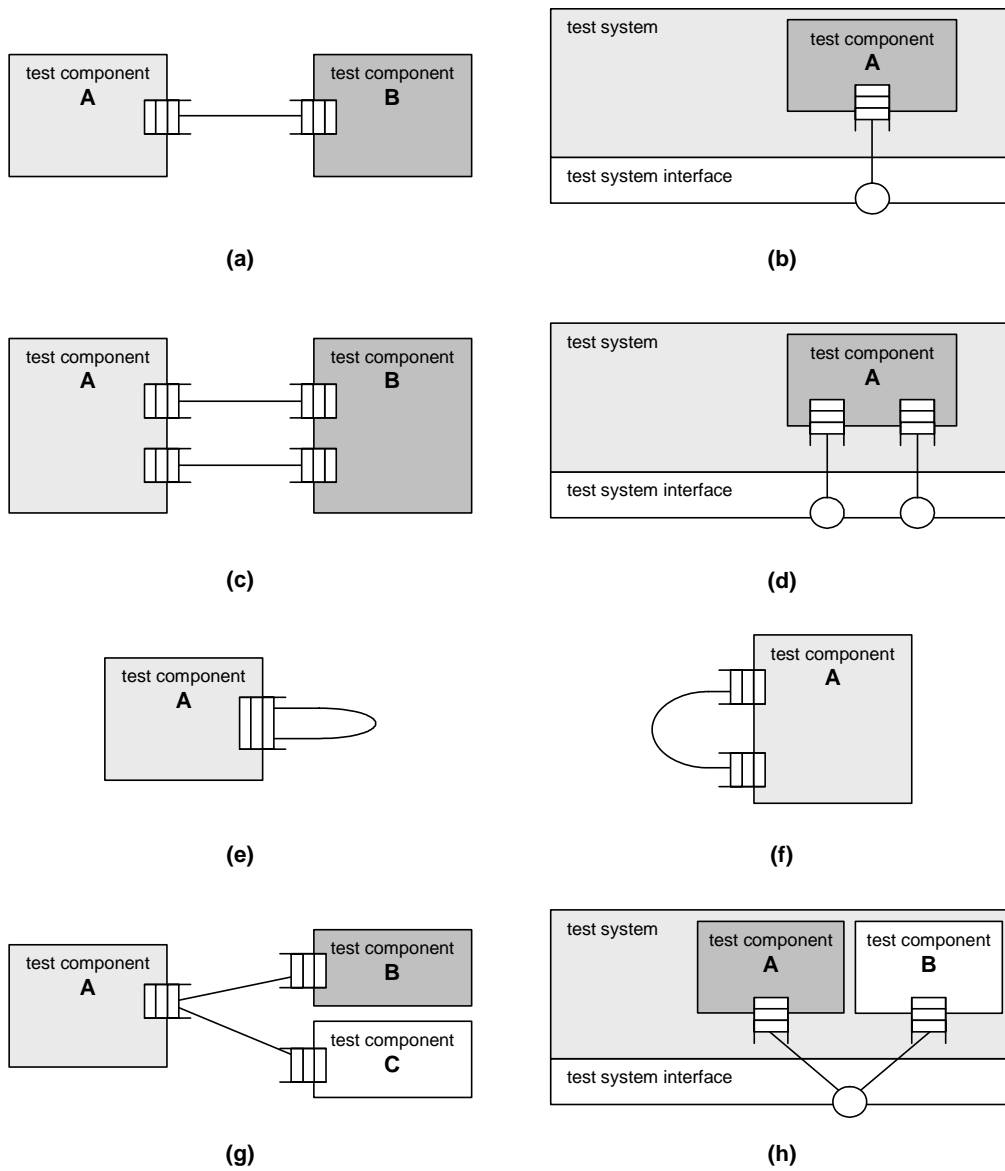 test component
A
test component
B
test system
test component
A
test system interface
(a)
(b)
test component
A
test component
B
test system
test component
A
test system interface
(c)
(d)
test component
A
test component
A
(e)
(f)
test component
A
test component
B
test component
C
test system
test component
A
test component
B
test system interface
(g)
(h)